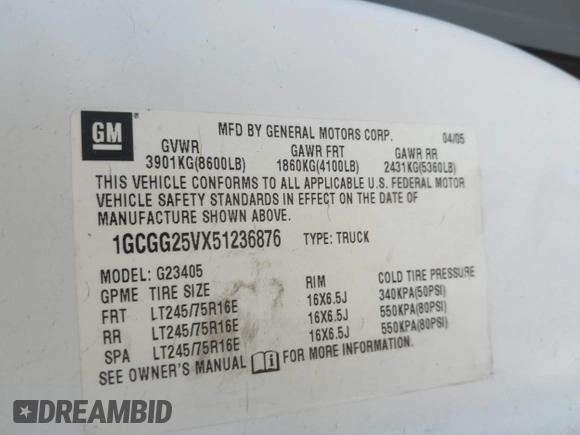 GM
MFD BY GENERAL MOTORS CORP. 04/05
GVWR GAWR FRT GAWR RR
3901KG(8600LB) 1860KG(4100LB) 2431KG(5360LB)
THIS VEHICLE CONFORMS TO ALL APPLICABLE U.S. FEDERAL MOTOR
VEHICLE SAFETY STANDARDS IN EFFECT ON THE DATE OF
MANUFACTURE SHOWN ABOVE.
1GCGG25VX51236876 TYPE: TRUCK
MODEL: G23405
GPME TIRE SIZE RIM COLD TIRE PRESSURE
FRT LT245/75R16E 16X6.5J 340KPA(50PSI)
RR LT245/75R16E 16X6.5J 550KPA(80PSI)
SPA LT245/75R16E 16X6.5J 550KPA(80PSI)
SEE OWNER'S MANUAL FOR MORE INFORMATION.
DREAMBID